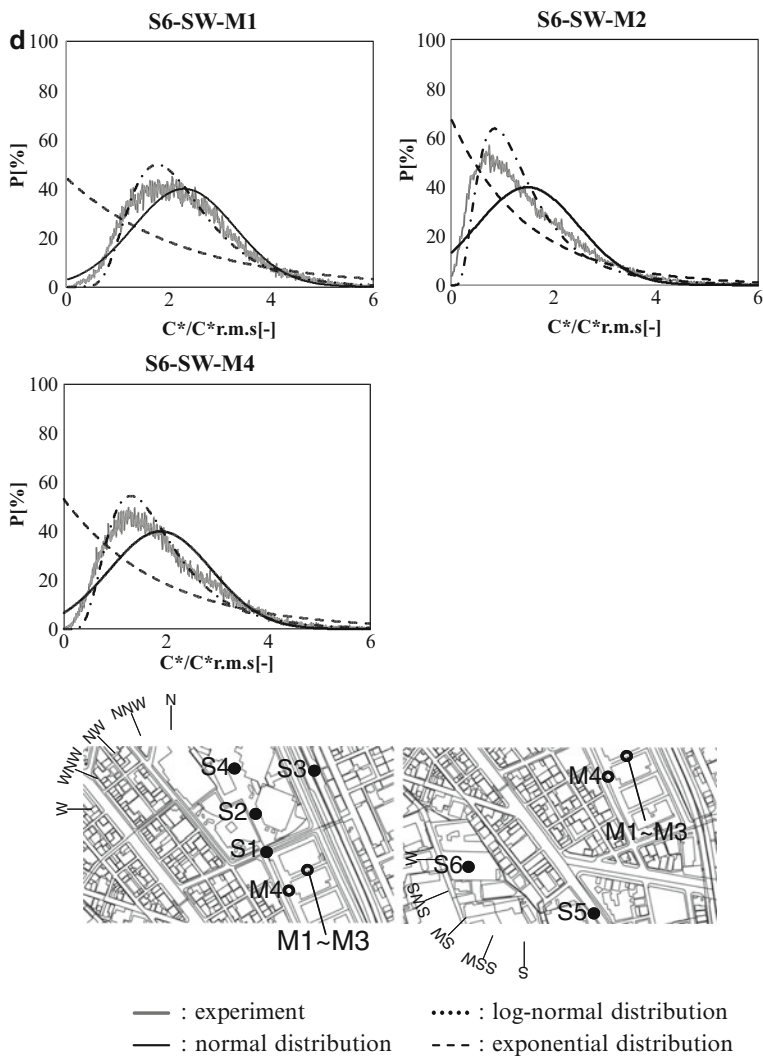 d
S6-SW-M1
100
80
60
40
20
0
P[%]
0 2 4 6
C*/C*r.m.s[-]
S6-SW-M2
100
80
60
40
20
0
P[%]
0 2 4 6
C*/C*r.m.s[-]
S6-SW-M4
100
80
60
40
20
0
P[%]
0 2 4 6
C*/C*r.m.s[-]
W
WNW
NW
NNW
N
S4
S3
S2
S1
M4
M1~M3
M4
M1~M3
S6
S5
W
SWS
SW
SSW
S
: experiment
: log-normal distribution
: normal distribution
: exponential distribution